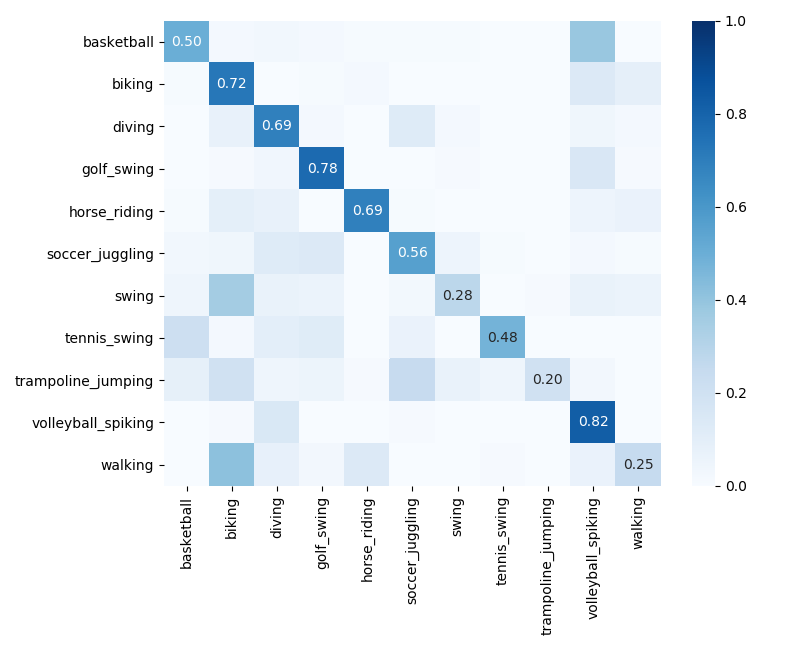 basketball
biking
diving
golf_swing
horse_riding
soccer_juggling
swing
tennis_swing
trampoline_jumping
volleyball_spiking
walking
0.50
0.72
0.69
0.78
0.69
0.56
0.28
0.48
0.20
0.82
0.25
basketball
biking
diving
golf_swing
horse_riding
soccer_juggling
swing
tennis_swing
trampoline_jumping
volleyball_spiking
walking
1.0
0.8
0.6
0.4
0.2
0.0